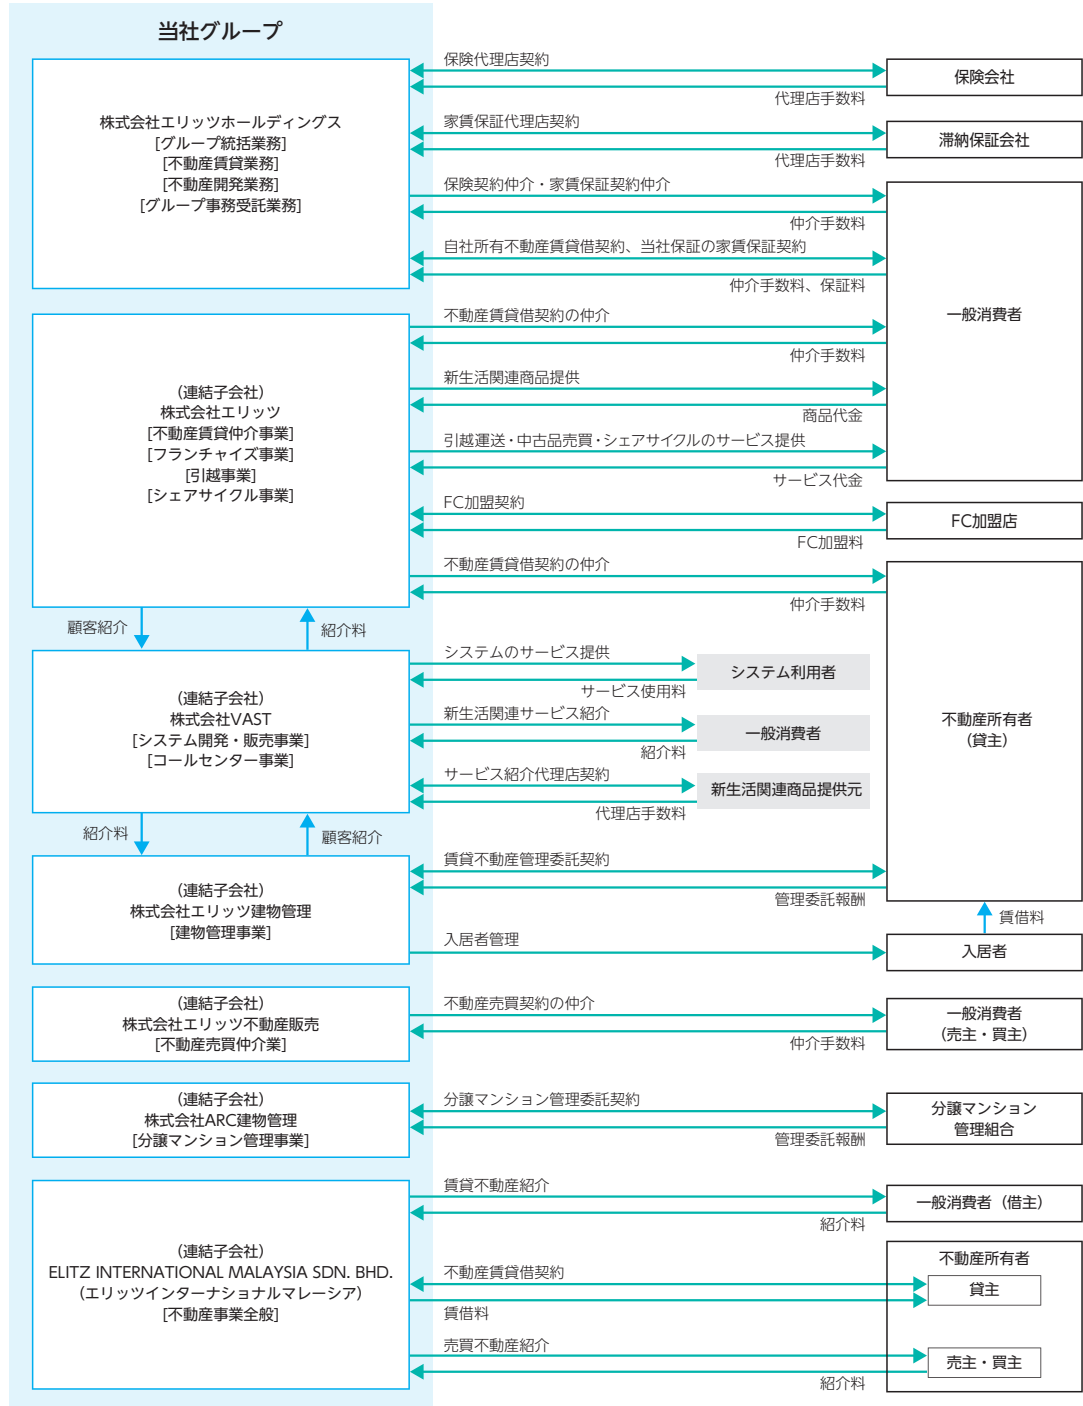 当社グループ
株式会社エリッツホールディングス
[グループ統括業務]
[不動産賃貸業務]
[不動産開発業務]
[グループ事務受託業務]
保険代理店契約
代理店手数料
保険会社
家賃保証代理店契約
代理店手数料
滞納保証会社
保険契約仲介・家賃保証契約仲介
仲介手数料
自社所有不動産賃貸借契約、当社保証の家賃保証契約
仲介手数料、保証料
一般消費者
（連結子会社）
株式会社エリッツ
[不動産賃貸仲介事業]
[フランチャイズ事業]
[引越事業]
[シェアサイクル事業]
不動産賃貸借契約の仲介
仲介手数料
新生活関連商品提供
商品代金
引越運送・中古品売買・シェアサイクルのサービス提供
サービス代金
FC加盟契約
FC加盟料
FC加盟店
不動産賃貸借契約の仲介
仲介手数料
顧客紹介
紹介料
（連結子会社）
株式会社VAST
[システム開発・販売事業]
[コールセンター事業]
システムのサービス提供
サービス使用料
システム利用者
新生活関連サービス紹介
紹介料
一般消費者
サービス紹介代理店契約
代理店手数料
新生活関連商品提供元
不動産所有者
（貸主）
紹介料
顧客紹介
（連結子会社）
株式会社エリッツ建物管理
[建物管理事業]
賃貸不動産管理委託契約
管理委託報酬
賃借料
入居者管理
入居者
（連結子会社）
株式会社エリッツ不動産販売
[不動産売買仲介業]
不動産売買契約の仲介
仲介手数料
一般消費者
（売主・買主）
（連結子会社）
株式会社ARC建物管理
[分譲マンション管理事業]
分譲マンション管理委託契約
管理委託報酬
分譲マンション
管理組合
（連結子会社）
ELITZ INTERNATIONAL MALAYSIA SDN. BHD.
（エリッツインターナショナルマレーシア）
[不動産事業全般]
賃貸不動産紹介
紹介料
一般消費者（借主）
不動産所有者
不動産賃貸借契約
賃借料
貸主
売買不動産紹介
紹介料
売主・買主